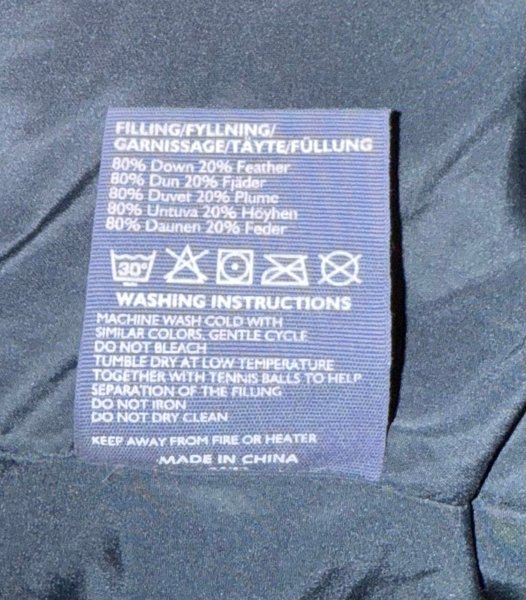 FILLING/FYLLNING/
GARNISSAGE/TÄYTE/FÜLLUNG
80% Down 20% Feather
80% Dun 20% Fjäder
80% Duvet 20% Plume
80% Untuva 20% Höyhen
80% Daunen 20% Feder
30°
WASHING INSTRUCTIONS
MACHINE WASH COLD WITH
SIMILAR COLORS, GENTLE CYCLE
DO NOT BLEACH
TUMBLE DRY AT LOW TEMPERATURE
TOGETHER WITH TENNIS BALLS TO HELP
SEPARATION OF THE FILLING
DO NOT IRON
DO NOT DRY CLEAN
KEEP AWAY FROM FIRE OR HEATER
MADE IN CHINA